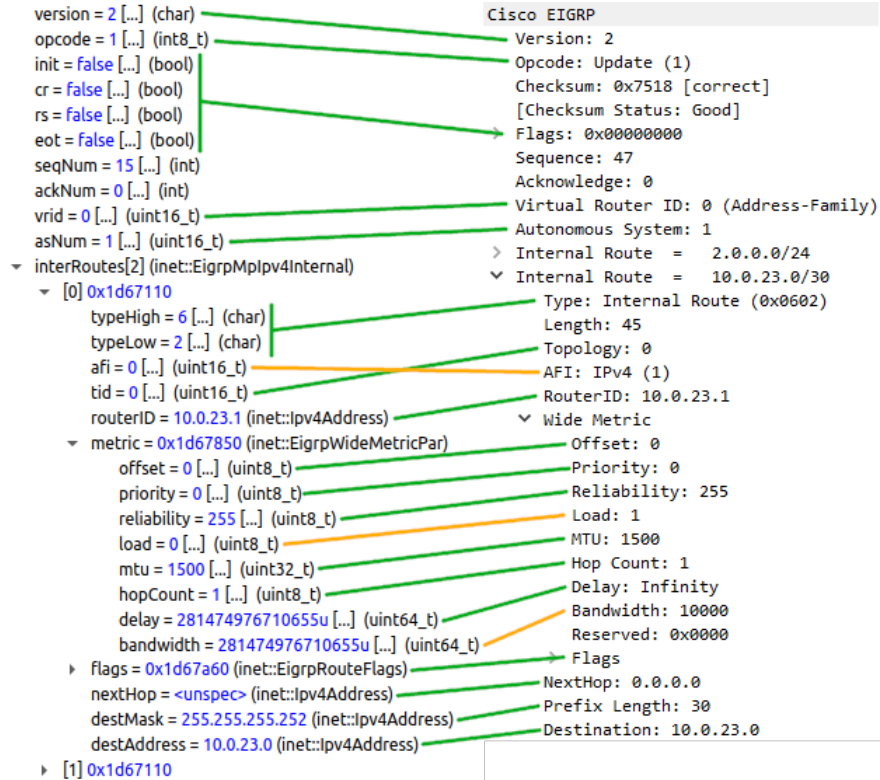 version = 2 [...] (char)
opcode = 1 [...] (int8_t)
init = false [...] (bool)
cr = false [...] (bool)
rs = false [...] (bool)
eot = false [...] (bool)
seqNum = 15 [...] (int)
ackNum = 0 [...] (int)
vrid = 0 [...] (uint16_t)
asNum = 1 [...] (uint16_t)
interRoutes[2] (inet::EigrpMpIpv4Internal)
[0] 0x1d67110
typeHigh = 6 [...] (char)
typeLow = 2 [...] (char)
afi = 0 [...] (uint16_t)
tid = 0 [...] (uint16_t)
routerID = 10.0.23.1 (inet::Ipv4Address)
metric = 0x1d67850 (inet::EigrpWideMetricPar)
offset = 0 [...] (uint8_t)
priority = 0 [...] (uint8_t)
reliability = 255 [...] (uint8_t)
load = 0 [...] (uint8_t)
mtu = 1500 [...] (uint32_t)
hopCount = 1 [...] (uint8_t)
delay = 281474976710655u [...] (uint64_t)
bandwidth = 281474976710655u [...] (uint64_t)
flags = 0x1d67a60 (inet::EigrpRouteFlags)
nextHop = <unspec> (inet::Ipv4Address)
destMask = 255.255.255.252 (inet::Ipv4Address)
destAddress = 10.0.23.0 (inet::Ipv4Address)
[1] 0x1d67110
Cisco EIGRP
Version: 2
Opcode: Update (1)
Checksum: 0x7518 [correct]
[Checksum Status: Good]
Flags: 0x00000000
Sequence: 47
Acknowledge: 0
Virtual Router ID: 0 (Address-Family)
Autonomous System: 1
Internal Route = 2.0.0.0/24
Internal Route = 10.0.23.0/30
Type: Internal Route (0x0602)
Length: 45
Topology: 0
AFI: IPv4 (1)
RouterID: 10.0.23.1
Wide Metric
Offset: 0
Priority: 0
Reliability: 255
Load: 1
MTU: 1500
Hop Count: 1
Delay: Infinity
Bandwidth: 10000
Reserved: 0x0000
Flags
NextHop: 0.0.0.0
Prefix Length: 30
Destination: 10.0.23.0